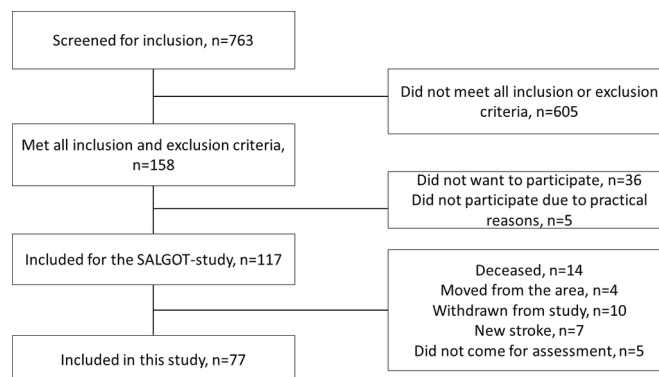 Screened for inclusion, n=763
Did not meet all inclusion or exclusion
criteria, n=605
Met all inclusion and exclusion criteria,
n=158
Did not want to participate, n=36
Did not participate due to practical
reasons, n=5
Included for the SALGOT-study, n=117
Deceased, n=14
Moved from the area, n=4
Withdrawn from study, n=10
New stroke, n=7
Did not come for assessment, n=5
Included in this study, n=77